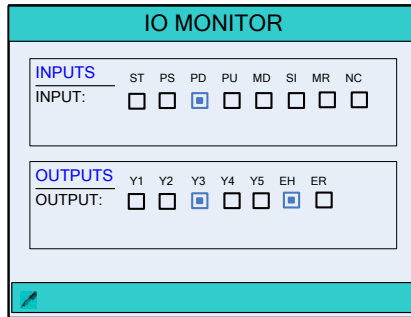 IO MONITOR
INPUTS ST PS PD PU MD SI MR NC
INPUT:
OUTPUTS Y1 Y2 Y3 Y4 Y5 EH ER
OUTPUT: